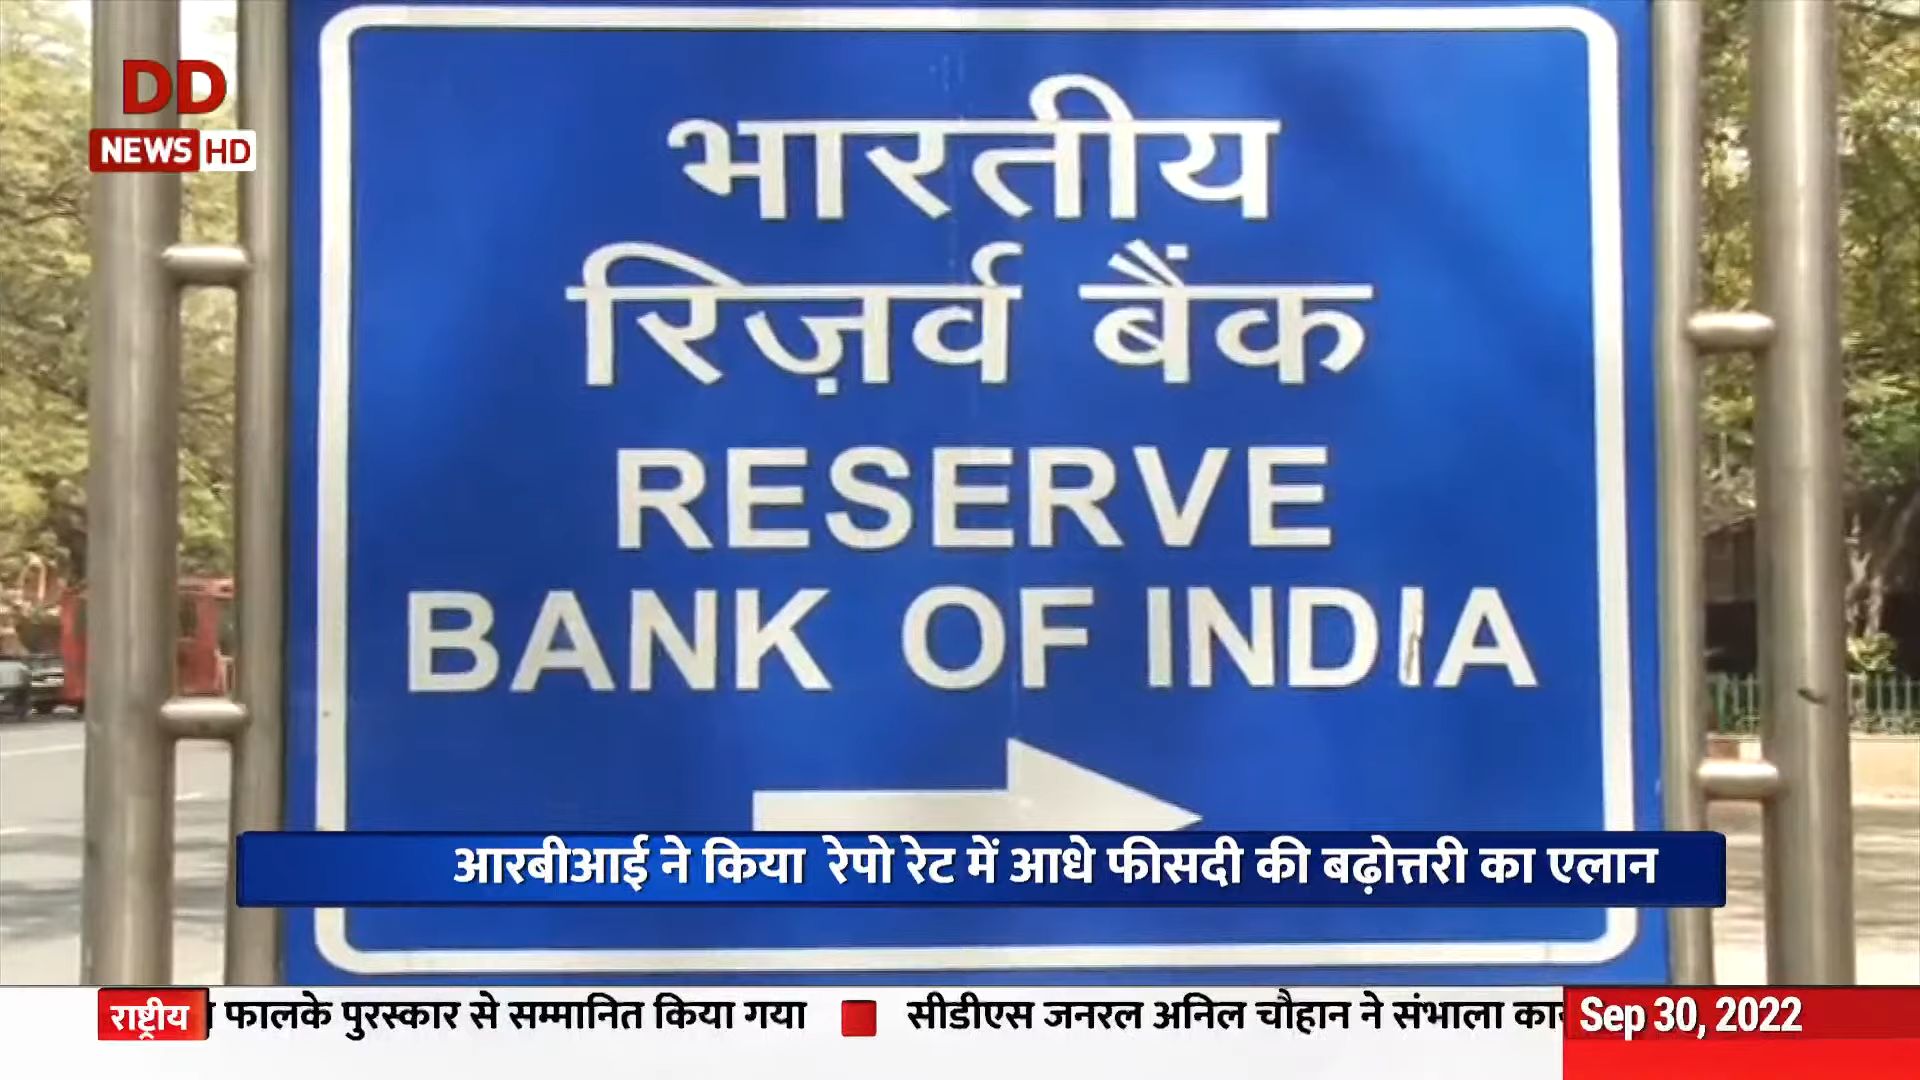 DD
NEWS HD
भारतीय
रिज़र्व बैंक
RESERVE
BANK OF INDIA
आरबीआई ने किया रेपो रेट में आधे फीसदी की बढ़ोत्तरी का एलान
राष्ट्रीय फालके पुरस्कार से सम्मानित किया गया सीडीएस जनरल अनिल चौहान ने संभाला Sep 30, 2022